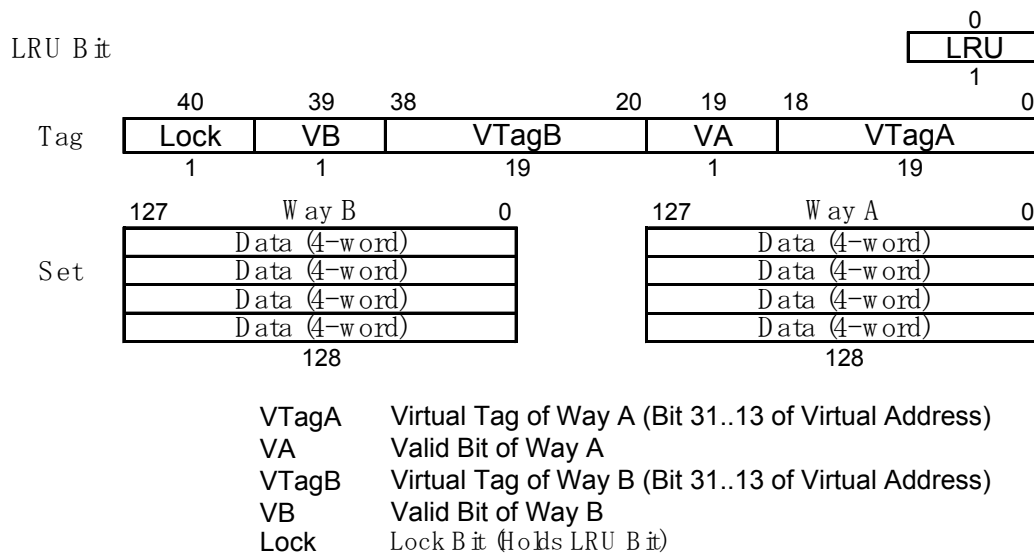 0
LRU Bit LRU
1
40 39 38 20 19 18 0
Tag Lock VB VTagB VA VTagA
1 1 19 1 19
127 Way B 0 127 Way A 0
Data (4-word) Data (4-word)
Set Data (4-word) Data (4-word)
Data (4-word) Data (4-word)
Data (4-word) Data (4-word)
128 128
VTagA Virtual Tag of Way A (Bit 31..13 of Virtual Address)
VA Valid Bit of Way A
VTagB Virtual Tag of Way B (Bit 31..13 of Virtual Address)
VB Valid Bit of Way B
Lock Lock Bit (Holds LRU Bit)